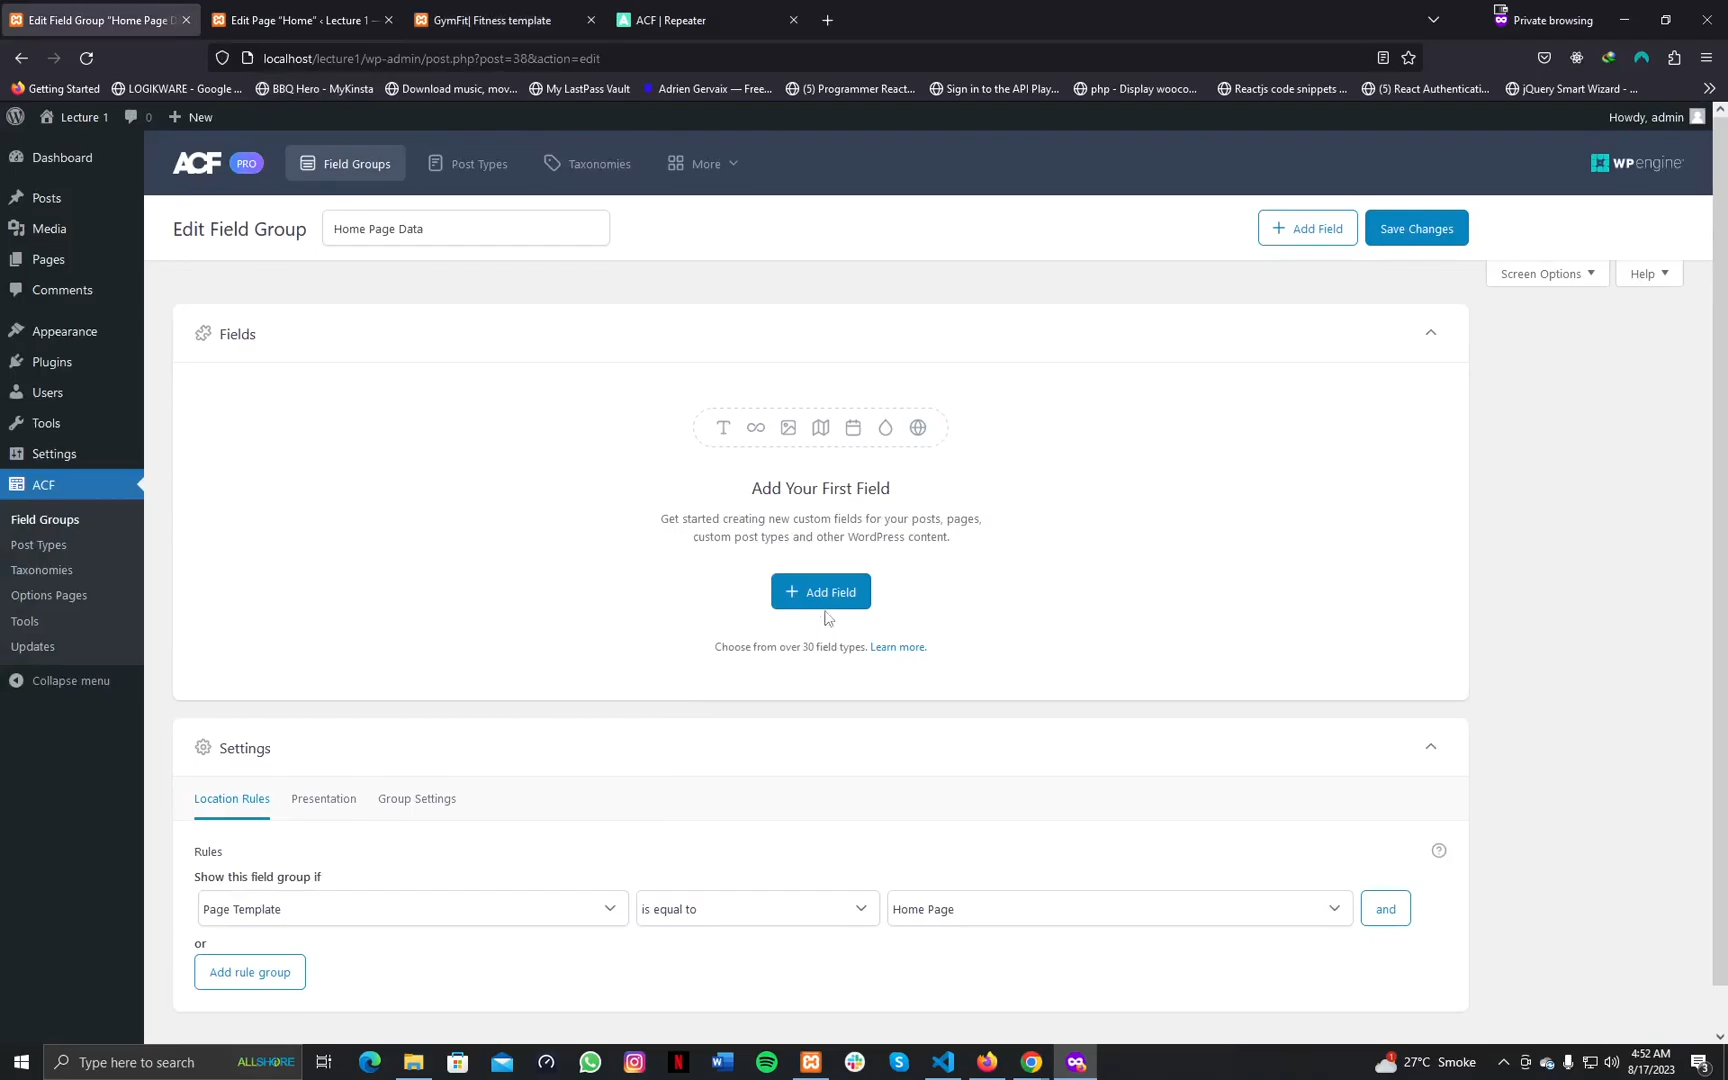 Edit Field Group “Home Page D
Edit Page “Home” ‹ Lecture 1 —
GymFit| Fitness template
ACF | Repeater
Private browsing
localhost/lecture1/wp-admin/post.php?post=38&action=edit
Getting Started
LOGIKWARE - Google ...
BBQ Hero - MyKinsta
Download music, mov...
My LastPass Vault
Adrien Gervaix — Free...
(5) Programmer React...
Sign in to the API Play...
php - Display wooco...
Reactjs code snippets ...
(5) React Authenticati...
jQuery Smart Wizard - ...
Lecture 1
0
New
Howdy, admin
Dashboard
Posts
Media
Pages
Comments
Appearance
Plugins
Users
Tools
Settings
ACF
Field Groups
Post Types
Taxonomies
Options Pages
Tools
Updates
Collapse menu
ACF PRO
Field Groups
Post Types
Taxonomies
More
WP engine
Edit Field Group
Home Page Data
Add Field
Save Changes
Screen Options
Help
Fields
Add Your First Field
Get started creating new custom fields for your posts, pages,
custom post types and other WordPress content.
Add Field
Choose from over 30 field types. Learn more.
Settings
Location Rules
Presentation
Group Settings
Rules
Show this field group if
Page Template
is equal to
Home Page
and
or
Add rule group
Type here to search
ALLSHORE
27°C Smoke
4:52 AM
8/17/2023
3